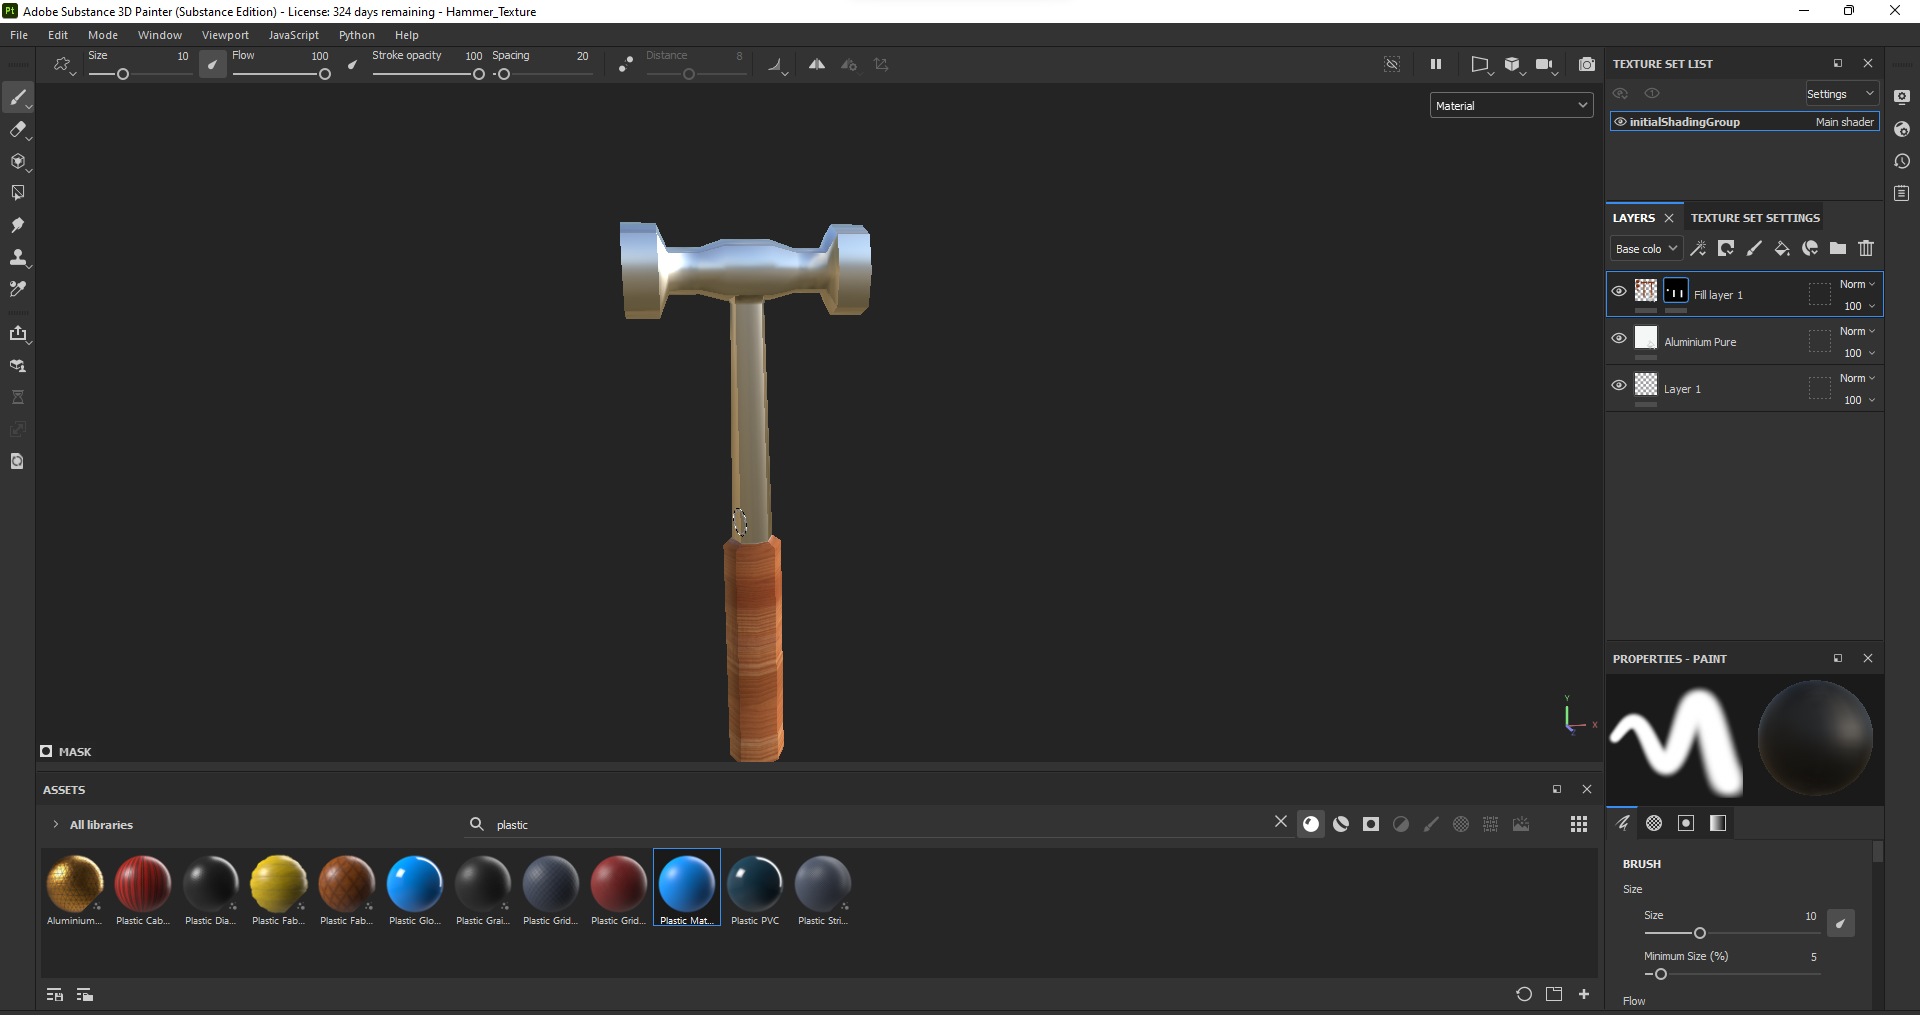 Pt Adobe Substance 3D Painter (Substance Edition) - License: 324 days remaining - Hammer_Texture
File Edit Mode Window Viewport JavaScript Python Help
Size 10 Flow 100 Stroke opacity 100 Spacing 20 Distance 8
Material
TEXTURE SET LIST
Settings
initialShadingGroup Main shader
LAYERS TEXTURE SET SETTINGS
Base colo
Fill layer 1 Norm 100
Aluminium Pure Norm 100
Layer 1 Norm 100
Y
X
Z
MASK
PROPERTIES - PAINT
ASSETS
All libraries
plastic
Aluminium... Plastic Cab... Plastic Dia... Plastic Fab... Plastic Fab... Plastic Glo... Plastic Grai... Plastic Grid... Plastic Grid... Plastic Mat... Plastic PVC Plastic Stri...
BRUSH
Size
Size 10
Minimum Size (%) 5
Flow